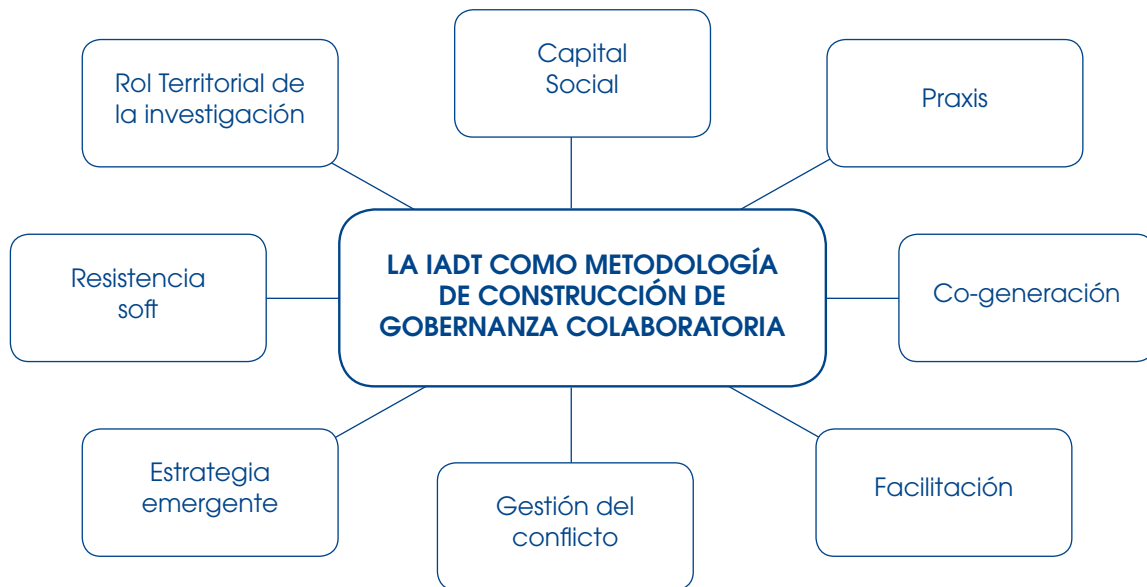 Capital
Social
Rol Territorial de
la investigación
Praxis
LA IADT COMO METODOLOGÍA
DE CONSTRUCCIÓN DE
GOBERNANZA COLABORATORIA
Resistencia
soft
Co-generación
Estrategia
emergente
Gestión del
conflicto
Facilitación